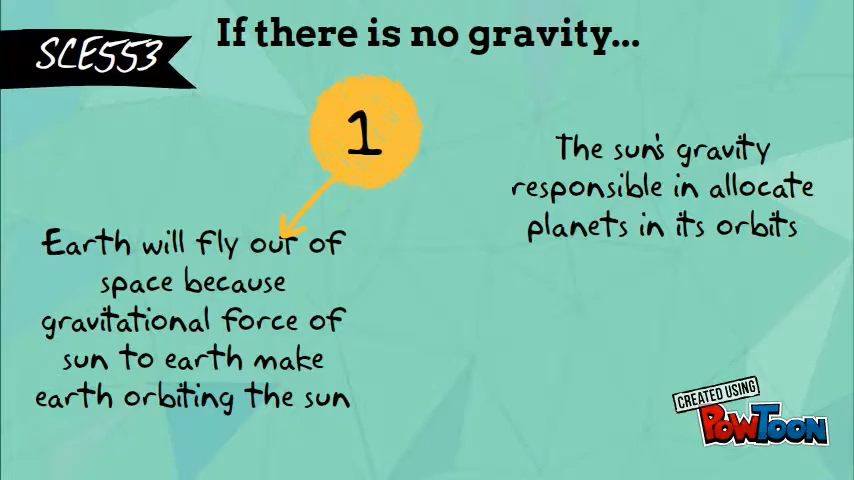 If there is no gravity...
SCE553
1
The sun's gravity
responsible in allocate
planets in its orbits
Earth will fly out of
space because
gravitational force of
sun to earth make
earth orbiting the sun
CREATED USING
POWTOON